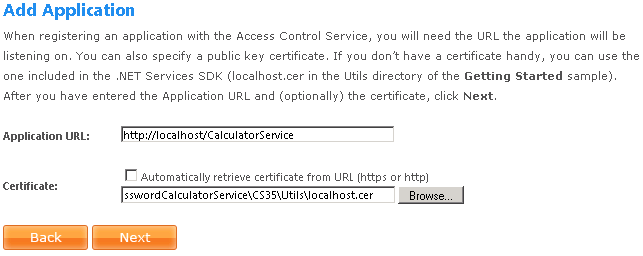 Add Application
When registering an application with the Access Control Service, you will need the URL the application will be
listening on. You can also specify a public key certificate. If you don't have a certificate handy, you can use the
one included in the .NET Services SDK (localhost.cer in the Utils directory of the Getting Started sample).
After you have entered the Application URL and (optionally) the certificate, click Next.
Application URL: http://localhost/CalculatorService
Automatically retrieve certificate from URL (https or http)
Certificate:
sswordCalculatorService\CS35\Utils\localhost.cer Browse...
Back Next